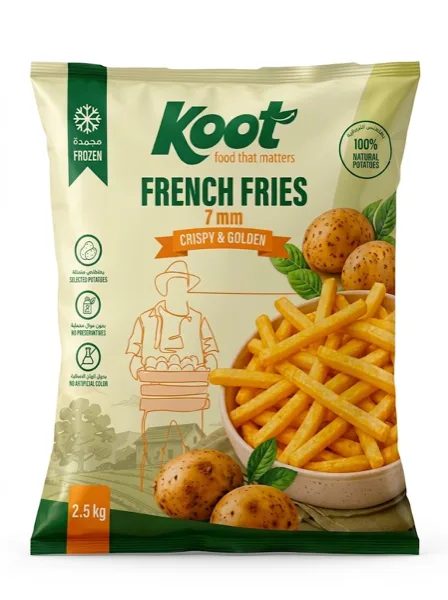 Koot
food that matters
FRENCH FRIES
7 mm
CRISPY & GOLDEN
مجمدة
FROZEN
100%
NATURAL
POTATOES
SELECTED POTATOES
NO PRESERVATIVES
NO ARTIFICIAL COLOR
2.5 kg